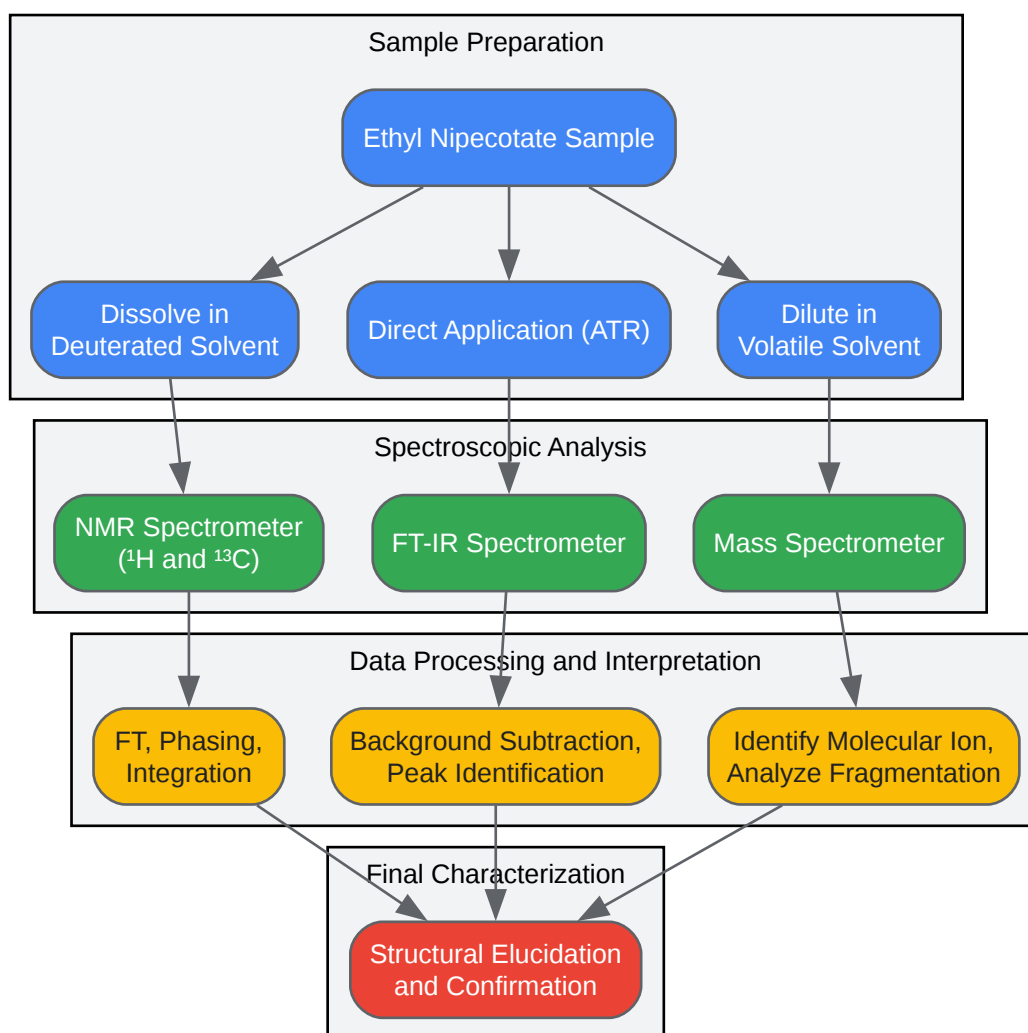 Sample Preparation
Ethyl Nipecotate Sample
Dissolve in
Deuterated Solvent
Direct Application (ATR)
Dilute in
Volatile Solvent
Spectroscopic Analysis
NMR Spectrometer
(¹H and ¹³C)
FT-IR Spectrometer
Mass Spectrometer
Data Processing and Interpretation
FT, Phasing,
Integration
Background Subtraction,
Peak Identification
Identify Molecular Ion,
Analyze Fragmentation
Final Characterization
Structural Elucidation
and Confirmation